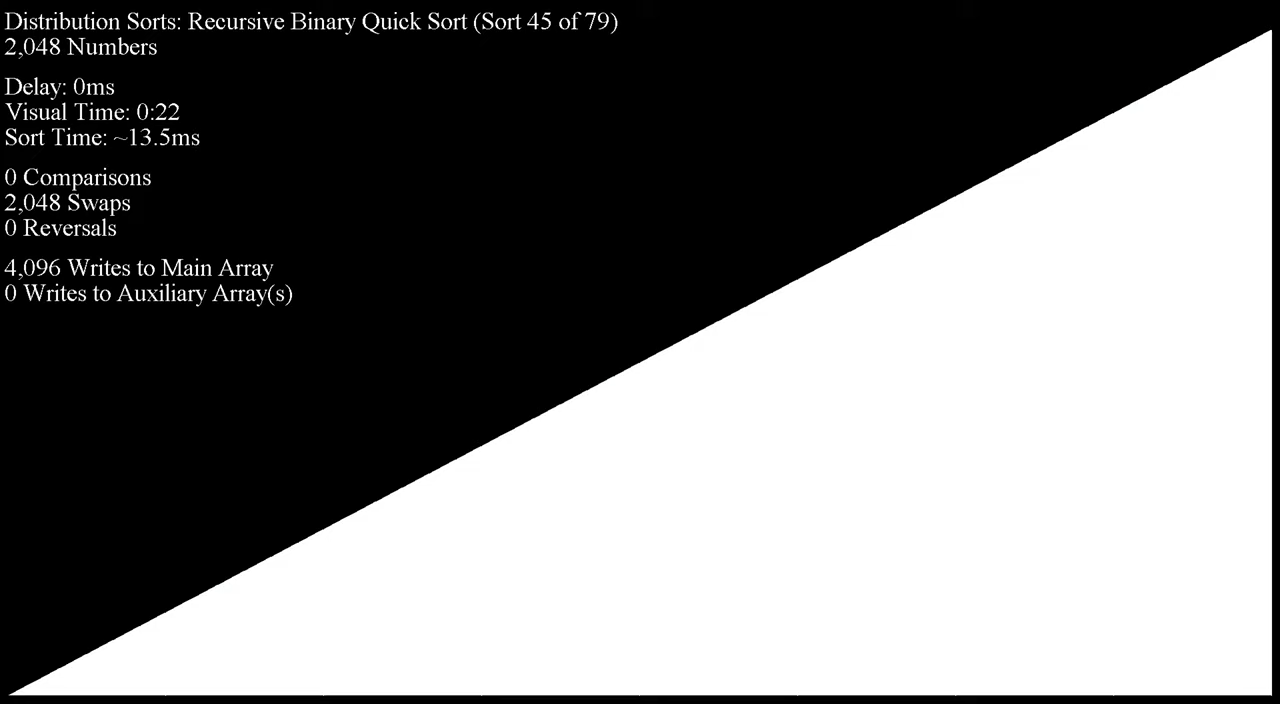 Distribution Sorts: Recursive Binary Quick Sort (Sort 45 of 79)
2,048 Numbers
Delay: 0ms
Visual Time: 0:22
Sort Time: ~13.5ms
0 Comparisons
2,048 Swaps
0 Reversals
4,096 Writes to Main Array
0 Writes to Auxiliary Array(s)